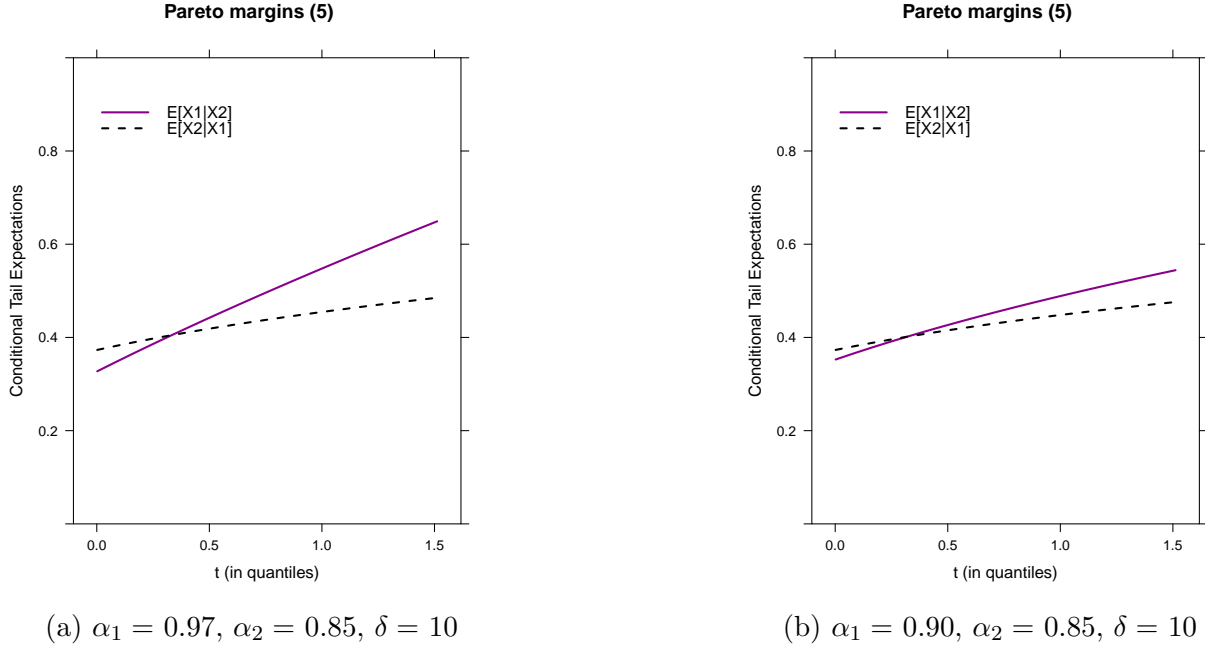 Pareto margins (5)
E[X1|X2]
E[X2|X1]
Conditional Tail Expectations
0.8
0.6
0.4
0.2
0.0
0.5
1.0
1.5
t (in quantiles)
(a) α₁ = 0.97, α₂ = 0.85, δ = 10
Pareto margins (5)
E[X1|X2]
E[X2|X1]
Conditional Tail Expectations
0.8
0.6
0.4
0.2
0.0
0.5
1.0
1.5
t (in quantiles)
(b) α₁ = 0.90, α₂ = 0.85, δ = 10